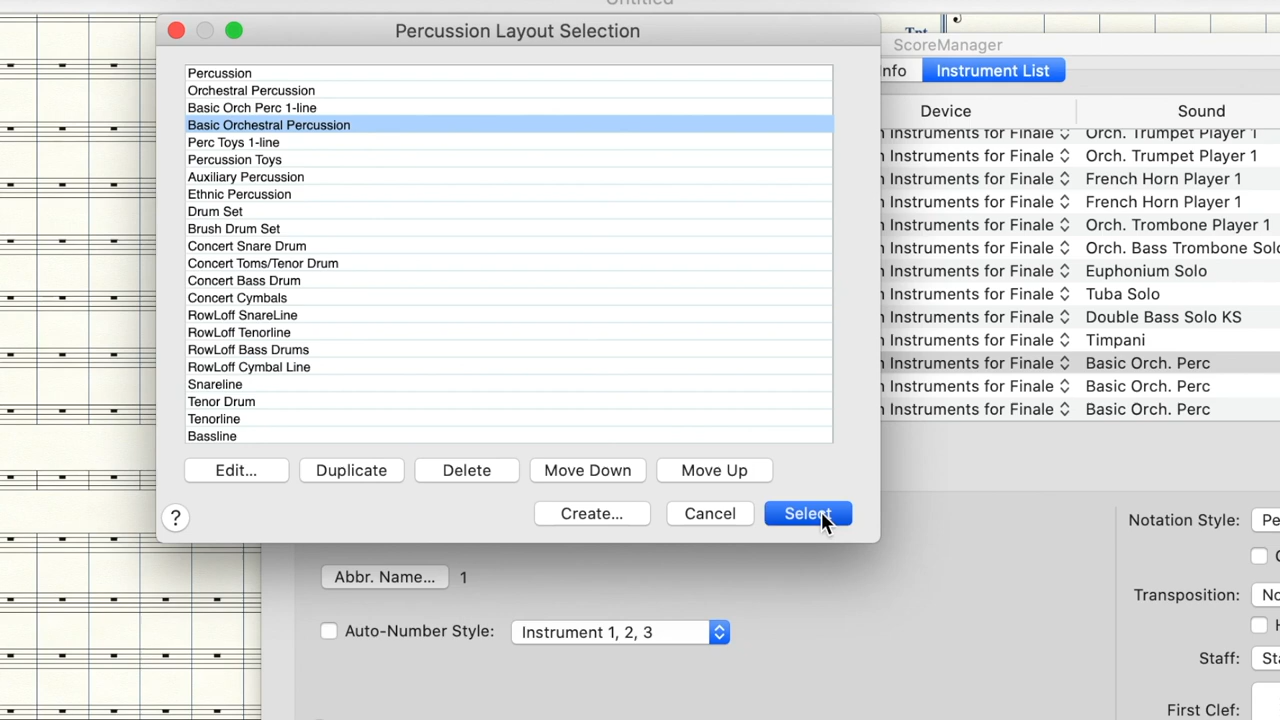 Untitled
Percussion Layout Selection
Percussion
Orchestral Percussion
Basic Orch Perc 1-line
Basic Orchestral Percussion
Perc Toys 1-line
Percussion Toys
Auxiliary Percussion
Ethnic Percussion
Drum Set
Brush Drum Set
Concert Snare Drum
Concert Toms/Tenor Drum
Concert Bass Drum
Concert Cymbals
RowLoff SnareLine
RowLoff Tenorline
RowLoff Bass Drums
RowLoff Cymbal Line
Snareline
Tenor Drum
Tenorline
Bassline
Edit... Duplicate Delete Move Down Move Up
? Create... Cancel Select
Tpt
ScoreManager
nfo Instrument List
Device Sound
n Instruments for Finale Orch. Trumpet Player 1
n Instruments for Finale Orch. Trumpet Player 1
n Instruments for Finale French Horn Player 1
n Instruments for Finale French Horn Player 1
n Instruments for Finale Orch. Trombone Player 1
n Instruments for Finale Orch. Bass Trombone Solo
n Instruments for Finale Euphonium Solo
n Instruments for Finale Tuba Solo
n Instruments for Finale Double Bass Solo KS
n Instruments for Finale Timpani
n Instruments for Finale Basic Orch. Perc
n Instruments for Finale Basic Orch. Perc
n Instruments for Finale Basic Orch. Perc
Abbr. Name... 1
Auto-Number Style: Instrument 1, 2, 3
Notation Style: Pe
Transposition: No
H
Staff: Sta
First Clef: